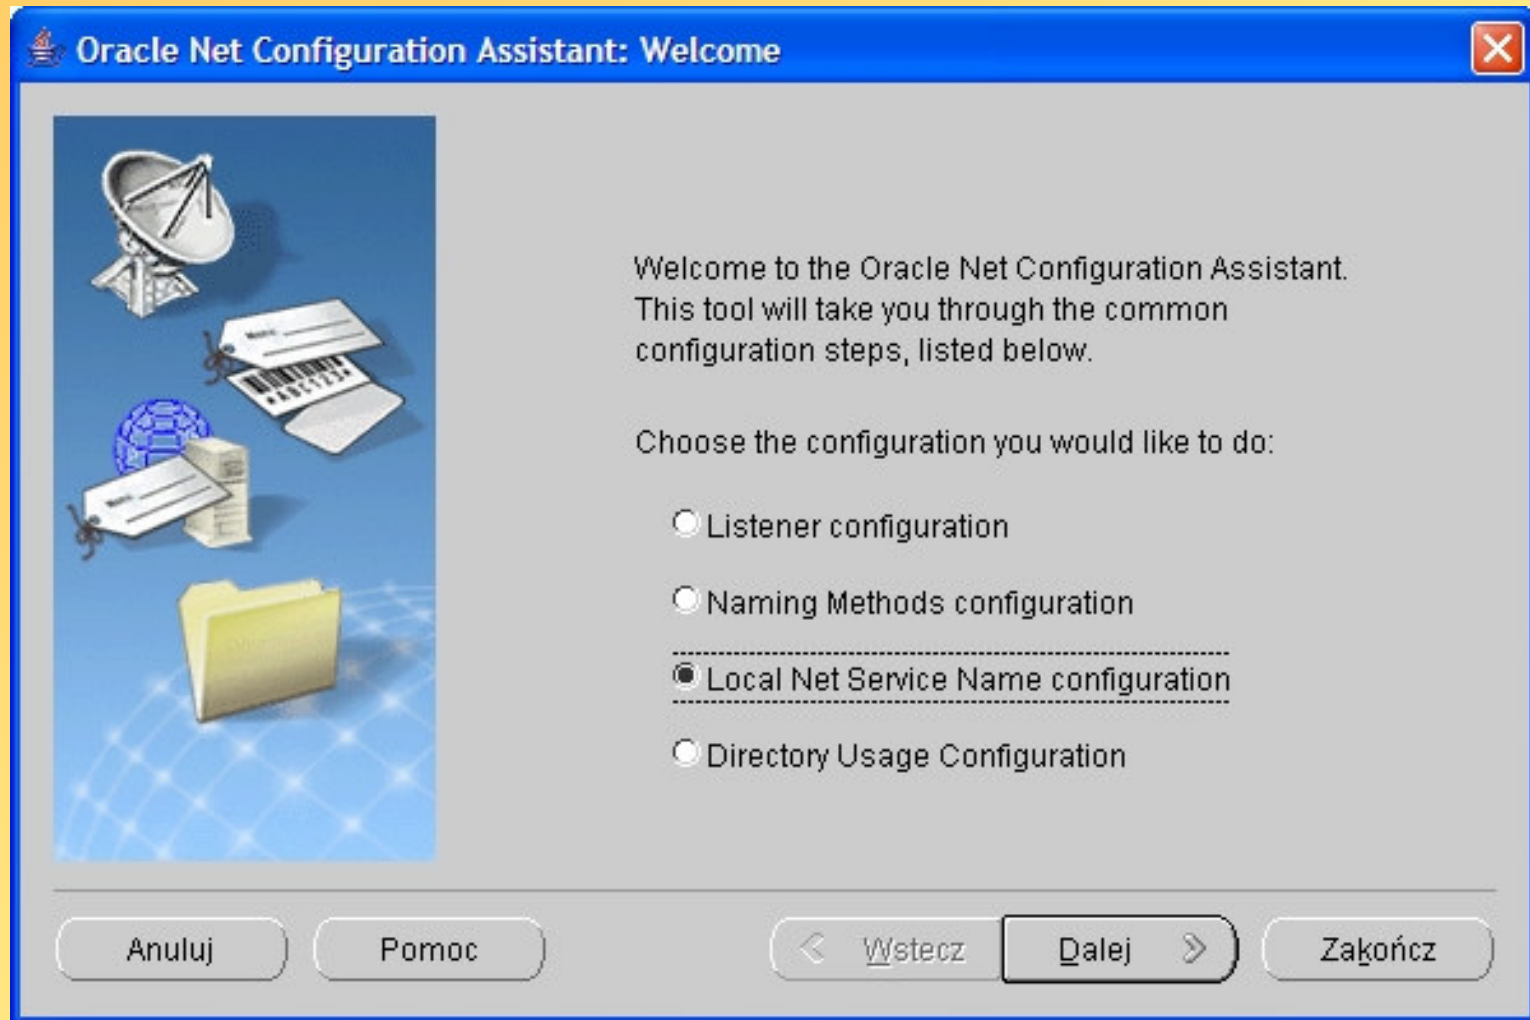 Oracle Net Configuration Assistant: Welcome
Welcome to the Oracle Net Configuration Assistant.
This tool will take you through the common
configuration steps, listed below.
Choose the configuration you would like to do:
Listener configuration
Naming Methods configuration
Local Net Service Name configuration
Directory Usage Configuration
*ABC123*
Anuluj Pomoc Wstecz Dalej Zakończ